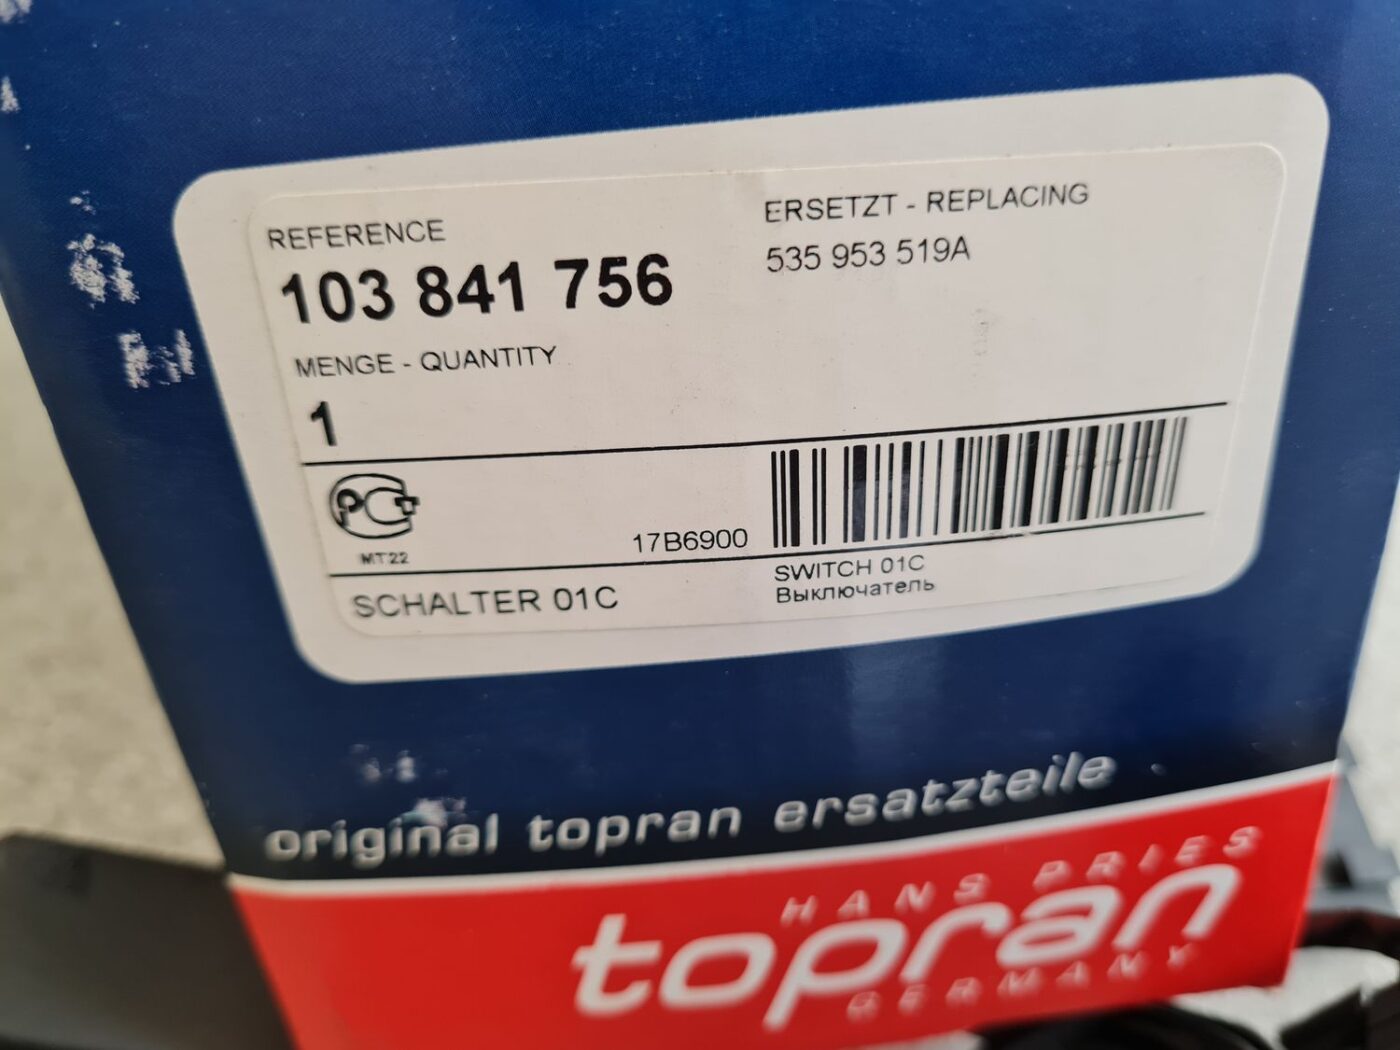 REFERENCE
103 841 756
ERSETZT - REPLACING
535 953 519A
MENGE - QUANTITY
1
PCT
MT22
17B6900
SCHALTER 01C
SWITCH 01C
Выключатель
original topran ersatzteile
HANS PRIES
topran
GERMANY